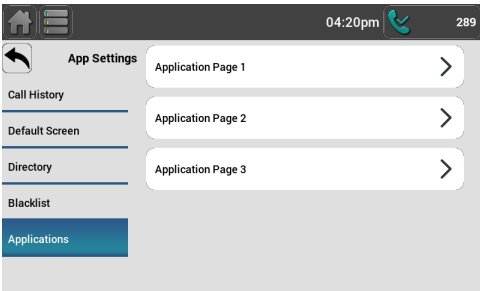 04:20pm 289
App Settings
Call History
Default Screen
Directory
Blacklist
Applications
Application Page 1
Application Page 2
Application Page 3